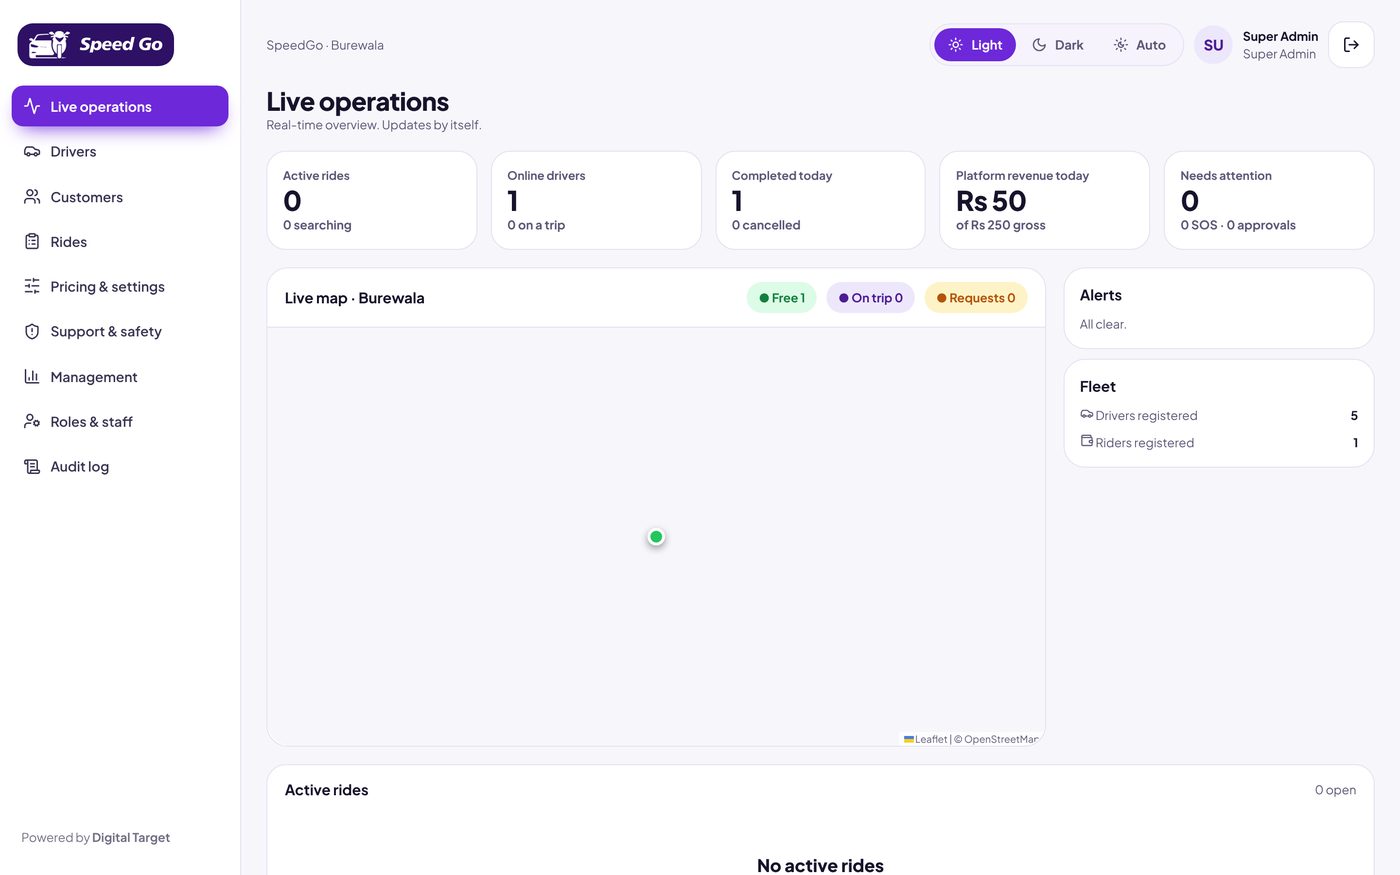 Speed Go
Live operations
Drivers
Customers
Rides
Pricing & settings
Support & safety
Management
Roles & staff
Audit log
Powered by Digital Target
SpeedGo · Burewala
Light
Dark
Auto
SU
Super Admin
Super Admin
Live operations
Real-time overview. Updates by itself.
Active rides
0
0 searching
Online drivers
1
0 on a trip
Completed today
1
0 cancelled
Platform revenue today
Rs 50
of Rs 250 gross
Needs attention
0
0 SOS · 0 approvals
Live map · Burewala
Free 1
On trip 0
Requests 0
Leaflet | © OpenStreetMap
Alerts
All clear.
Fleet
Drivers registered 5
Riders registered 1
Active rides
0 open
No active rides